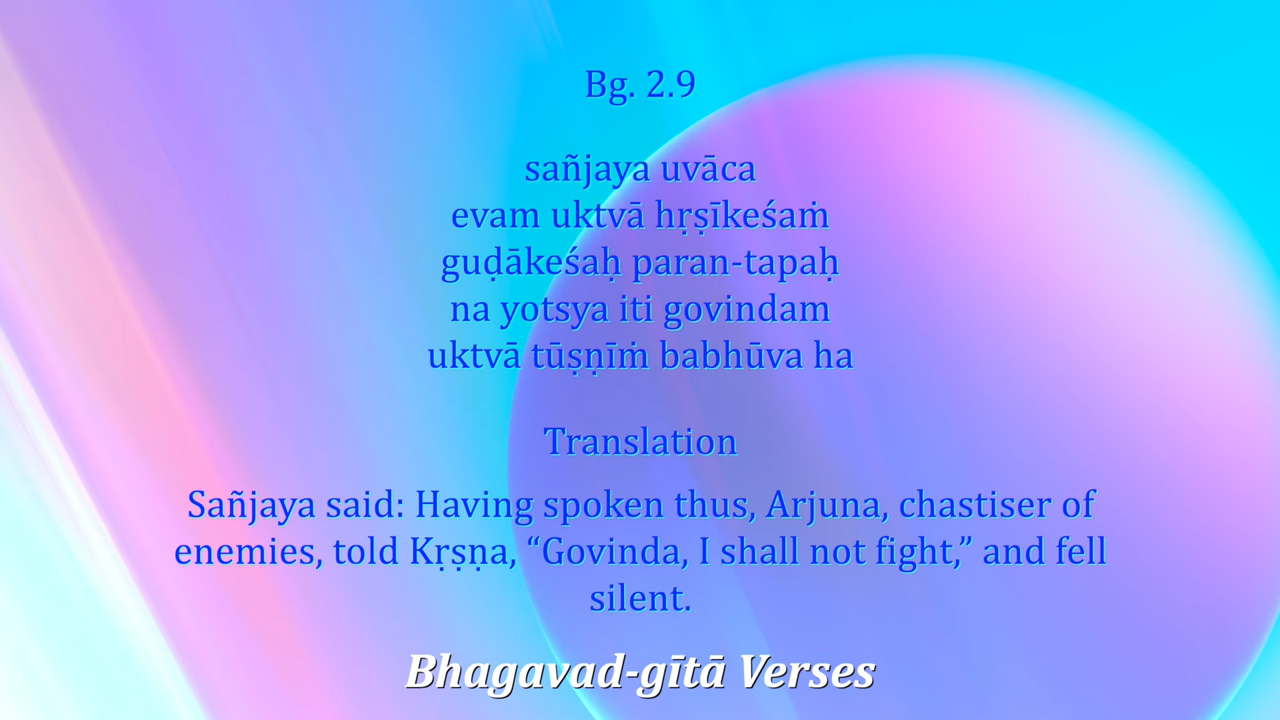 Bg. 2.9
sañjaya uvāca
evam uktvā hṛṣīkeśaṁ
guḍākeśaḥ paran-tapaḥ
na yotsya iti govindam
uktvā tūṣṇīṁ babhūva ha
Translation
Sañjaya said: Having spoken thus, Arjuna, chastiser of
enemies, told Kṛṣṇa, “Govinda, I shall not fight,” and fell
silent.
Bhagavad-gītā Verses